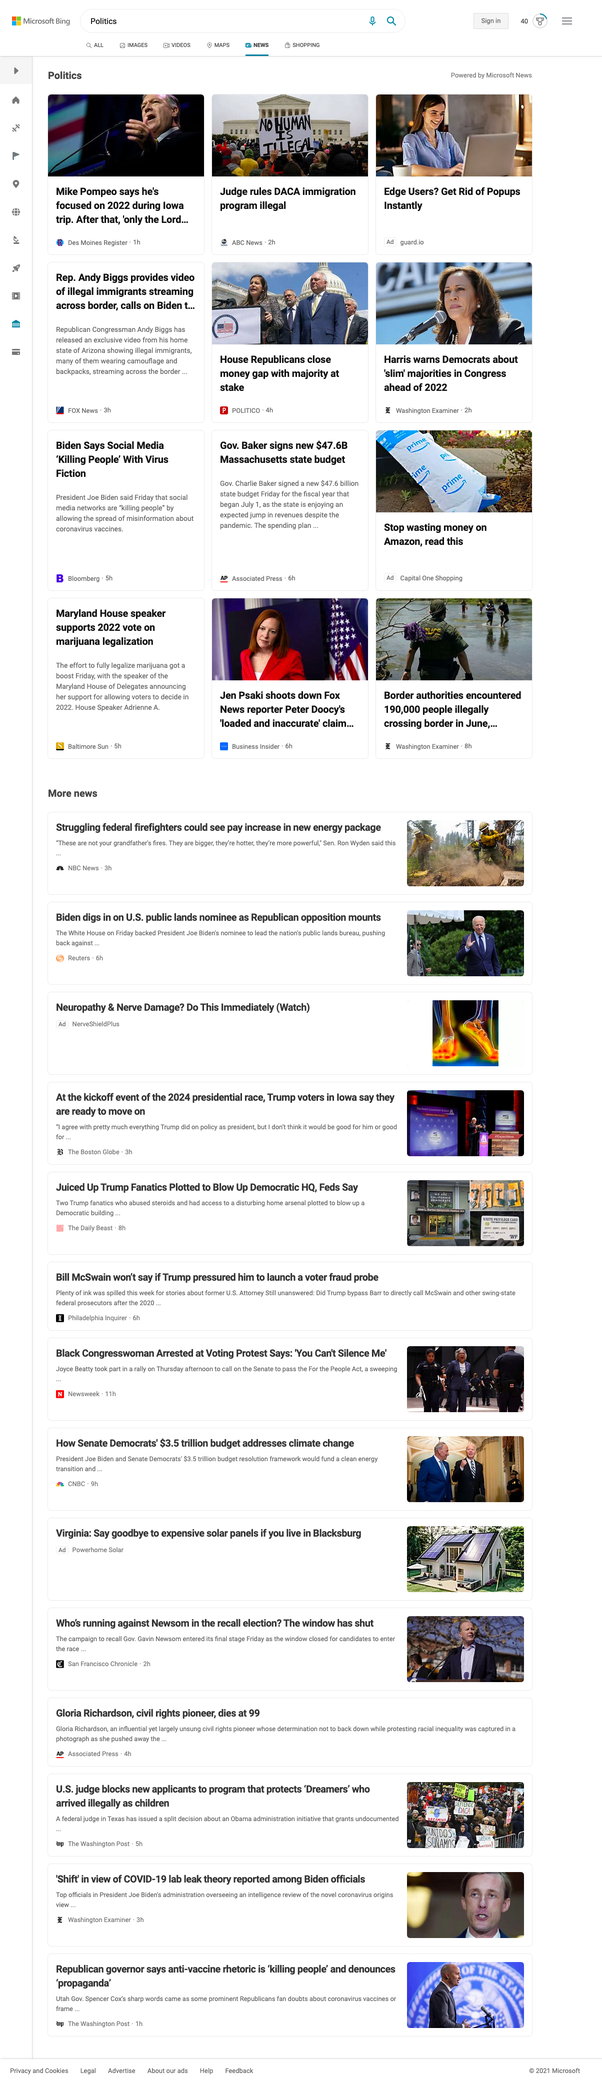 Microsoft Bing
Politics
Sign in
40
ALL
IMAGES
VIDEOS
MAPS
NEWS
SHOPPING
Politics
Powered by Microsoft News
NO HUMAN IS ILLEGAL
Mike Pompeo says he's
focused on 2022 during Iowa
trip. After that, 'only the Lord...
Des Moines Register · 1h
Judge rules DACA immigration
program illegal
ABC News · 2h
Edge Users? Get Rid of Popups
Instantly
Ad guard.io
Rep. Andy Biggs provides video
of illegal immigrants streaming
across border, calls on Biden t...
Republican Congressman Andy Biggs has
released an exclusive video from his home
state of Arizona showing illegal immigrants,
many of them wearing camouflage and
backpacks, streaming across the border ...
FOX News · 3h
House Republicans close
money gap with majority at
stake
POLITICO · 4h
Harris warns Democrats about
'slim' majorities in Congress
ahead of 2022
Washington Examiner · 2h
Biden Says Social Media
‘Killing People’ With Virus
Fiction
President Joe Biden said Friday that social
media networks are “killing people” by
allowing the spread of misinformation about
coronavirus vaccines.
Bloomberg · 5h
Gov. Baker signs new $47.6B
Massachusetts state budget
Gov. Charlie Baker signed a new $47.6 billion
state budget Friday for the fiscal year that
began July 1, as the state is enjoying an
expected jump in revenues despite the
pandemic. The spending plan ...
AP Associated Press · 6h
prime
prime
prime
Stop wasting money on
Amazon, read this
Ad Capital One Shopping
Maryland House speaker
supports 2022 vote on
marijuana legalization
The effort to fully legalize marijuana got a
boost Friday, with the speaker of the
Maryland House of Delegates announcing
her support for allowing voters to decide in
2022. House Speaker Adrienne A.
Baltimore Sun · 5h
Jen Psaki shoots down Fox
News reporter Peter Doocy's
'loaded and inaccurate' claim...
Business Insider · 6h
Border authorities encountered
190,000 people illegally
crossing border in June,...
Washington Examiner · 8h
More news
Struggling federal firefighters could see pay increase in new energy package
"These are not your grandfather's fires. They are bigger, they're hotter, they're more powerful," Sen. Ron Wyden said this
...
NBC News · 3h
Biden digs in on U.S. public lands nominee as Republican opposition mounts
The White House on Friday backed President Joe Biden's nominee to lead the nation's public lands bureau, pushing
back against ...
Reuters · 6h
Neuropathy & Nerve Damage? Do This Immediately (Watch)
Ad NerveShieldPlus
At the kickoff event of the 2024 presidential race, Trump voters in Iowa say they
are ready to move on
“I agree with pretty much everything Trump did on policy as president, but I don’t think it would be good for him or good
for ...
The Boston Globe · 3h
Juiced Up Trump Fanatics Plotted to Blow Up Democratic HQ, Feds Say
Two Trump fanatics who abused steroids and had access to a disturbing home arsenal plotted to blow up a
Democratic building ...
The Daily Beast · 8h
Bill McSwain won’t say if Trump pressured him to launch a voter fraud probe
Plenty of ink was spilled this week for stories about former U.S. Attorney Still unanswered: Did Trump bypass Barr to directly call McSwain and other swing-state
federal prosecutors after the 2020 ...
Philadelphia Inquirer · 6h
Black Congresswoman Arrested at Voting Protest Says: 'You Can't Silence Me'
Joyce Beatty took part in a rally on Thursday afternoon to call on the Senate to pass the For the People Act, a sweeping
...
Newsweek · 11h
How Senate Democrats' $3.5 trillion budget addresses climate change
President Joe Biden and Senate Democrats' $3.5 trillion budget resolution framework would fund a clean energy
transition and ...
CNBC · 9h
Virginia: Say goodbye to expensive solar panels if you live in Blacksburg
Ad Powerhome Solar
Who’s running against Newsom in the recall election? The window has shut
The campaign to recall Gov. Gavin Newsom entered its final stage Friday as the window closed for candidates to enter
the race ...
San Francisco Chronicle · 2h
Gloria Richardson, civil rights pioneer, dies at 99
Gloria Richardson, an influential yet largely unsung civil rights pioneer whose determination not to back down while protesting racial inequality was captured in a
photograph as she pushed away the ...
AP Associated Press · 4h
U.S. judge blocks new applicants to program that protects ‘Dreamers’ who
arrived illegally as children
A federal judge in Texas has issued a split decision about an Obama administration initiative that grants undocumented
...
wp The Washington Post · 5h
'Shift' in view of COVID-19 lab leak theory reported among Biden officials
Top officials in President Joe Biden's administration overseeing an intelligence review of the novel coronavirus origins
view ...
Washington Examiner · 3h
Republican governor says anti-vaccine rhetoric is ‘killing people’ and denounces
‘propaganda’
Utah Gov. Spencer Cox's sharp words came as some prominent Republicans fan doubts about coronavirus vaccines or
frame ...
wp The Washington Post · 1h
Privacy and Cookies
Legal
Advertise
About our ads
Help
Feedback
© 2021 Microsoft